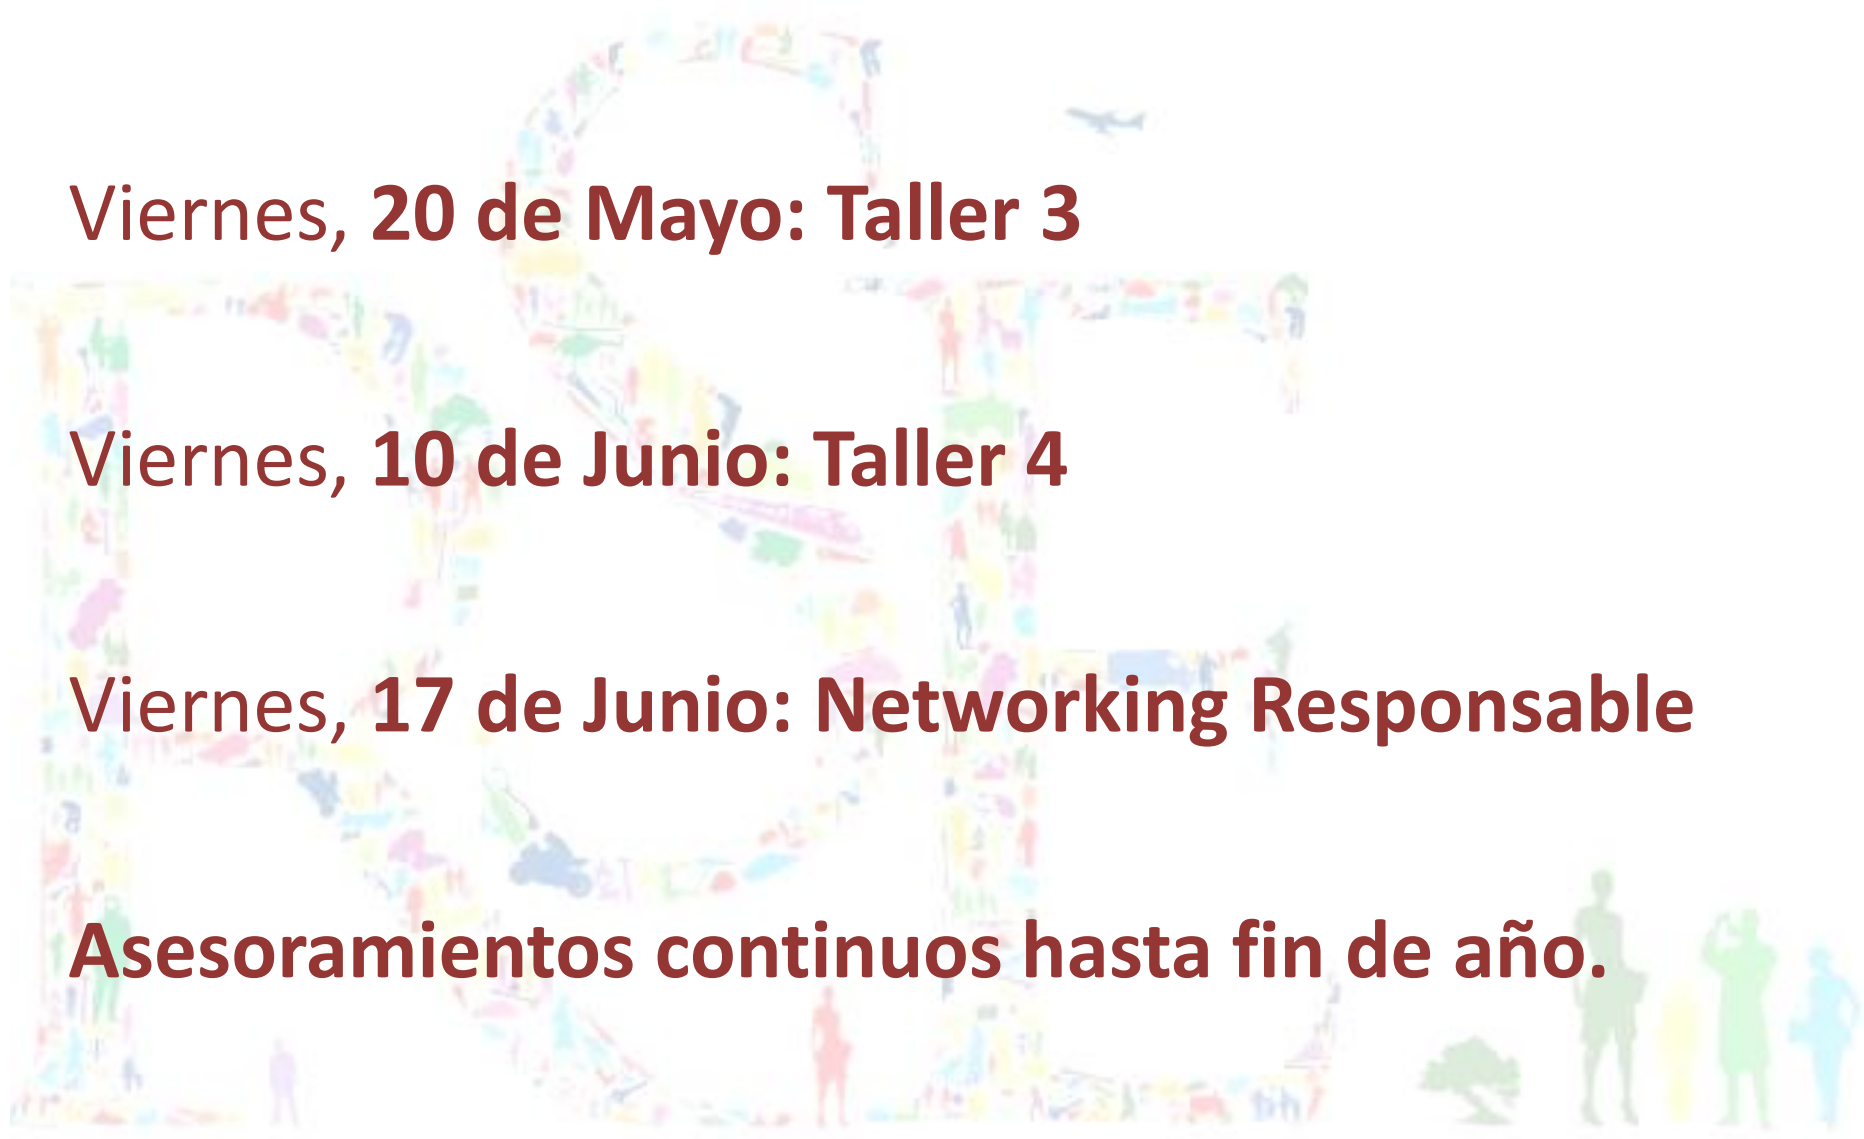 Viernes, 20 de Mayo: Taller 3
Viernes, 10 de Junio: Taller 4
Viernes, 17 de Junio: Networking Responsable
Asesoramientos continuos hasta fin de año.
RSE